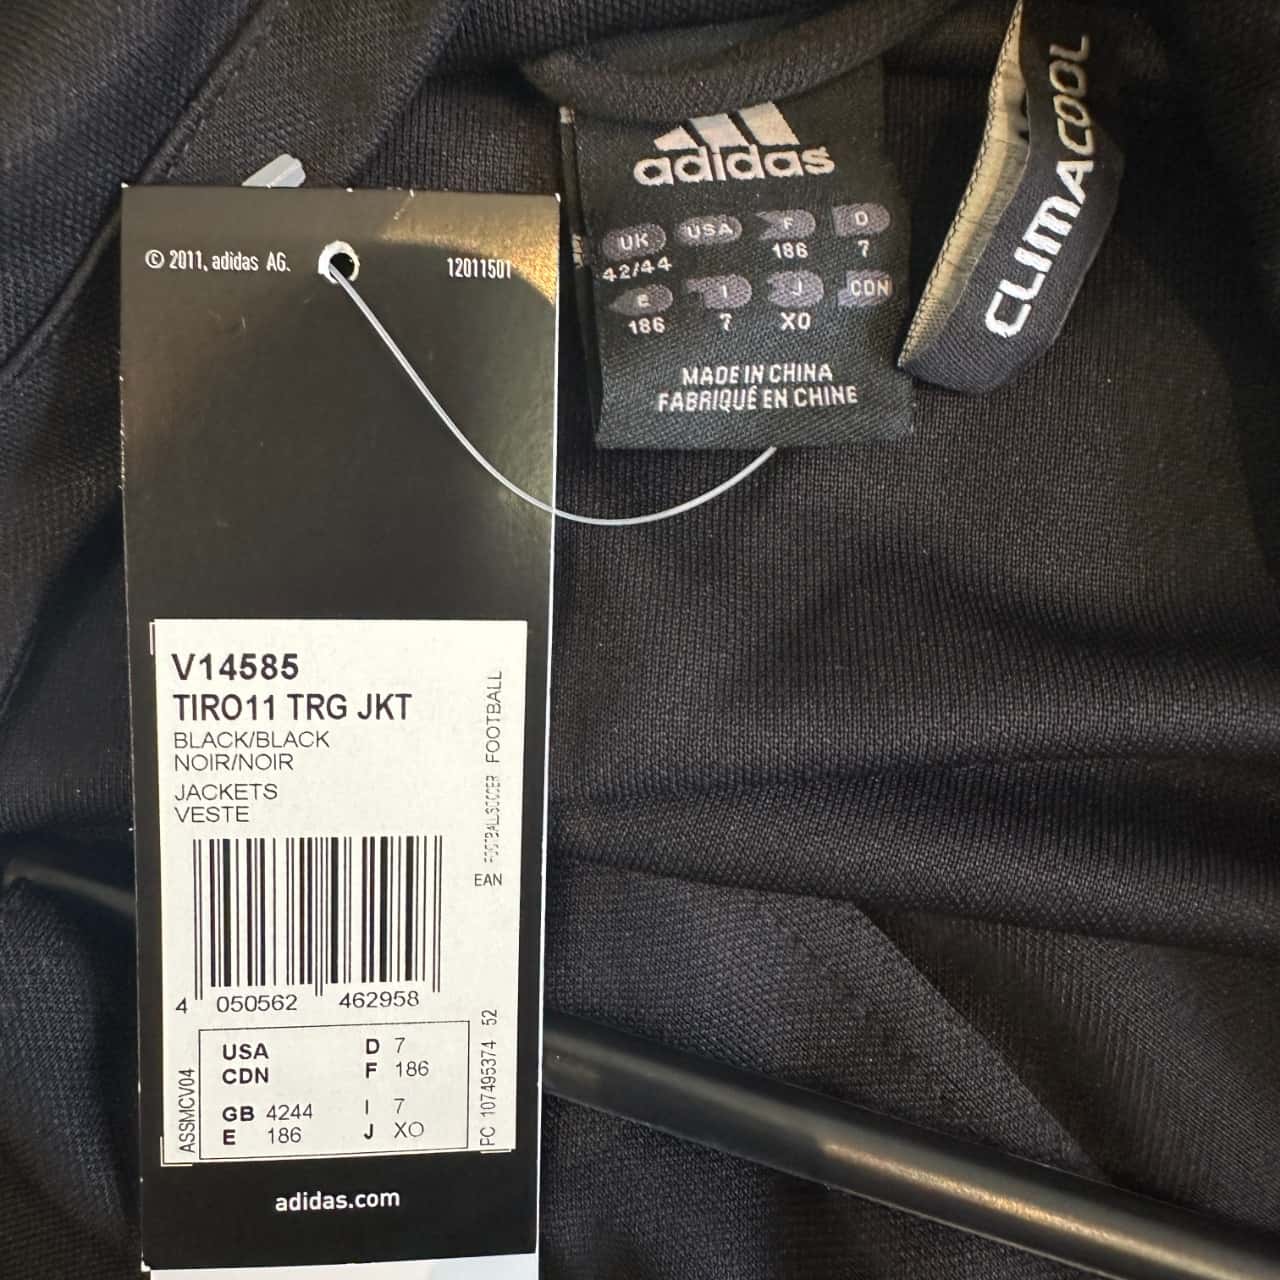 © 2011, adidas AG.
12011501
V14585
TIRO11 TRG JKT
BLACK/BLACK
NOIR/NOIR
JACKETS
VESTE
FOOTBALL/SOCCER FOOTBALL
EAN
4 050562 462958
ASSMCV04
USA D 7
CDN F 186
GB 4244 I 7
E 186 J XO
PC 107495374 52
adidas.com
adidas
UK USA F D
42/44 186 7
E I J CDN
186 7 XO
MADE IN CHINA
FABRIQUÉ EN CHINE
CLIMACOOL